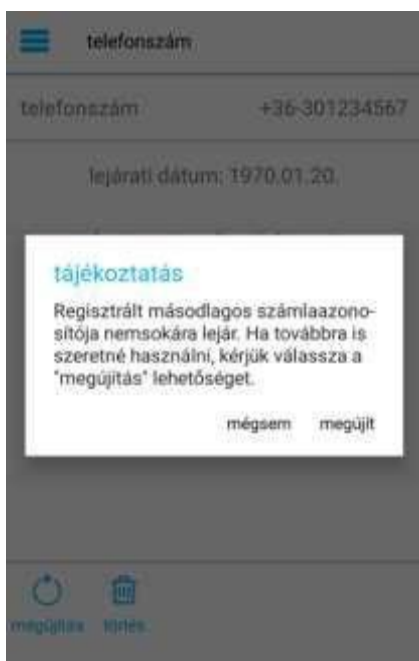 telefonszám
telefonszám +36-301234567
lejárati dátum: 1970.01.20.
tájékoztatás
Regisztrált másodlagos számlaazono-
sítója nemsokára lejár. Ha továbbra is
szeretné használni, kérjük válassza a
"megújítás" lehetőséget.
mégsem megújít
megújítás törlés